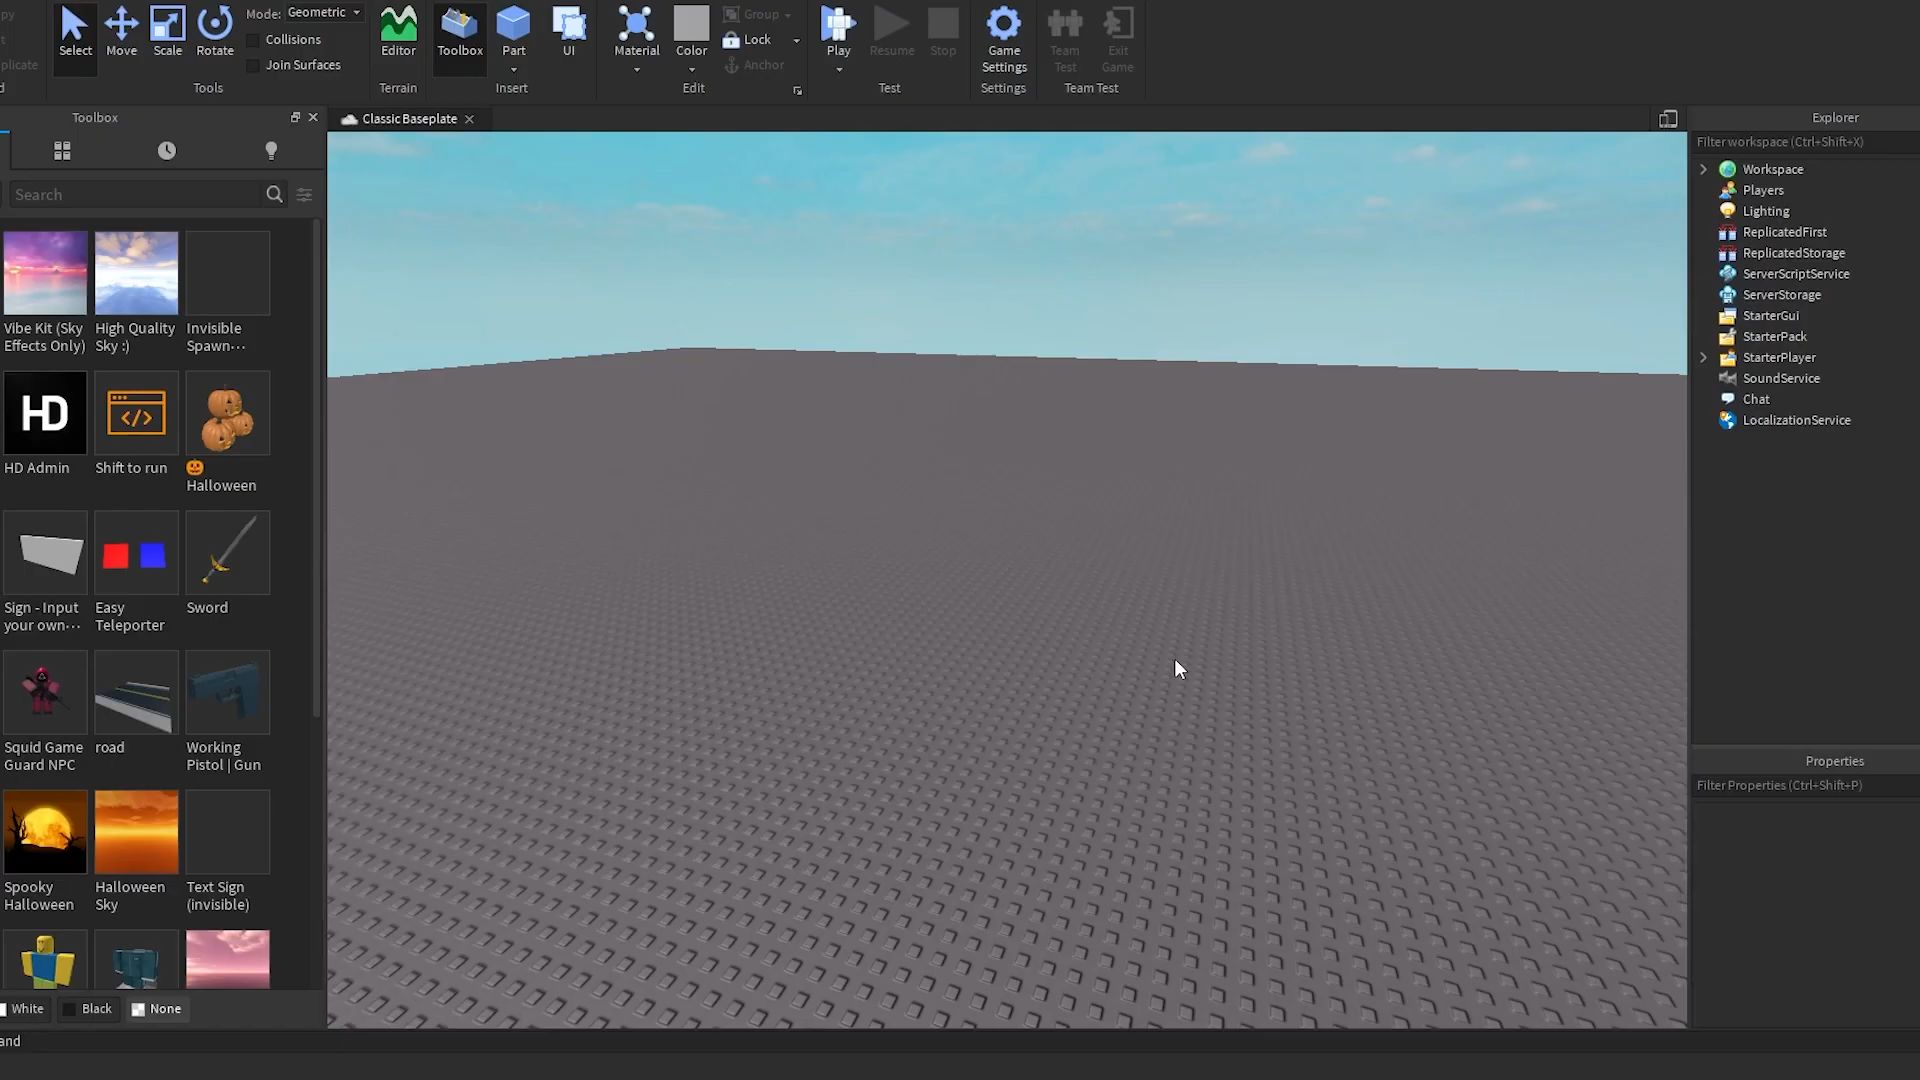 py
t
plicate
d
Select
Move
Scale
Rotate
Mode: Geometric
Collisions
Join Surfaces
Tools
Editor
Terrain
Toolbox
Part
UI
Insert
Material
Color
Group
Lock
Anchor
Edit
Play
Resume
Stop
Test
Game
Settings
Settings
Team
Test
Exit
Game
Team Test
Toolbox
Search
Vibe Kit (Sky
Effects Only)
High Quality
Sky :)
Invisible
Spawn...
HD
HD Admin
</>
Shift to run
🎃
Halloween
Sign - Input
your own...
Easy
Teleporter
Sword
Squid Game
Guard NPC
road
Working
Pistol | Gun
Spooky
Halloween
Halloween
Sky
Text Sign
(invisible)
White
Black
None
and
Classic Baseplate
Explorer
Filter workspace (Ctrl+Shift+X)
Workspace
Players
Lighting
ReplicatedFirst
ReplicatedStorage
ServerScriptService
ServerStorage
StarterGui
StarterPack
StarterPlayer
SoundService
Chat
LocalizationService
Properties
Filter Properties (Ctrl+Shift+P)